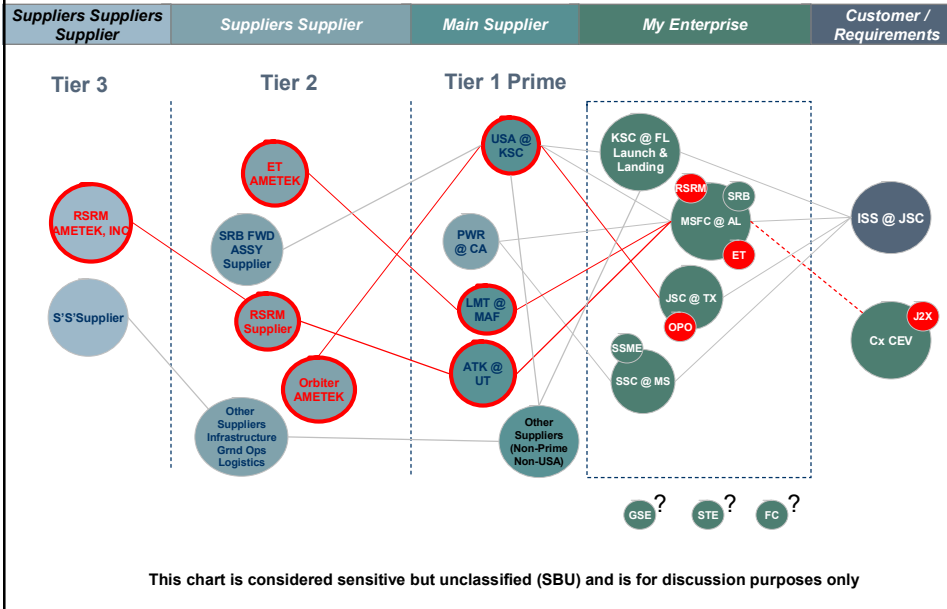 Suppliers Suppliers
Supplier
Suppliers Supplier
Main Supplier
My Enterprise
Customer /
Requirements
Tier 3
Tier 2
Tier 1 Prime
RSRM
AMETEK, INC
S'S'Supplier
ET
AMETEK
SRB FWD
ASSY
Supplier
RSRM
Supplier
Orbiter
AMETEK
Other
Suppliers
Infrastructure
Grnd Ops
Logistics
USA @
KSC
PWR
@ CA
LMT @
MAF
ATK @
UT
Other
Suppliers
(Non-Prime
Non-USA)
KSC @ FL
Launch &
Landing
RSRM
SRB
MSFC @ AL
ET
JSC @ TX
OPO
SSME
SSC @ MS
ISS @ JSC
J2X
Cx CEV
GSE ?
STE ?
FC ?
This chart is considered sensitive but unclassified (SBU) and is for discussion purposes only